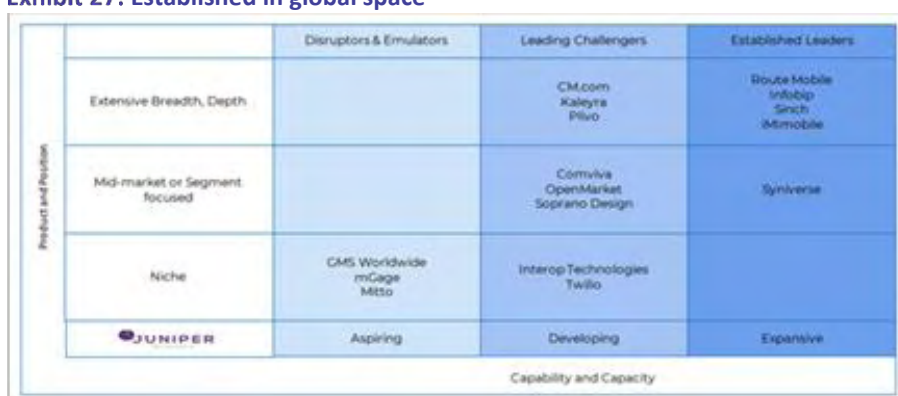 Exhibit 27: Established in global space
Disruptors & Emulators
Leading Challengers
Established Leaders
Product and Position
Extensive Breadth, Depth
CM.com
Kaleyra
Plivo
Route Mobile
Infobip
Sinch
iMImobile
Mid-market or Segment
focused
Comviva
OpenMarket
Soprano Design
Syniverse
Niche
GMS Worldwide
mGage
Mitto
Interop Technologies
Twilio
JUNIPER
Aspiring
Developing
Expansive
Capability and Capacity